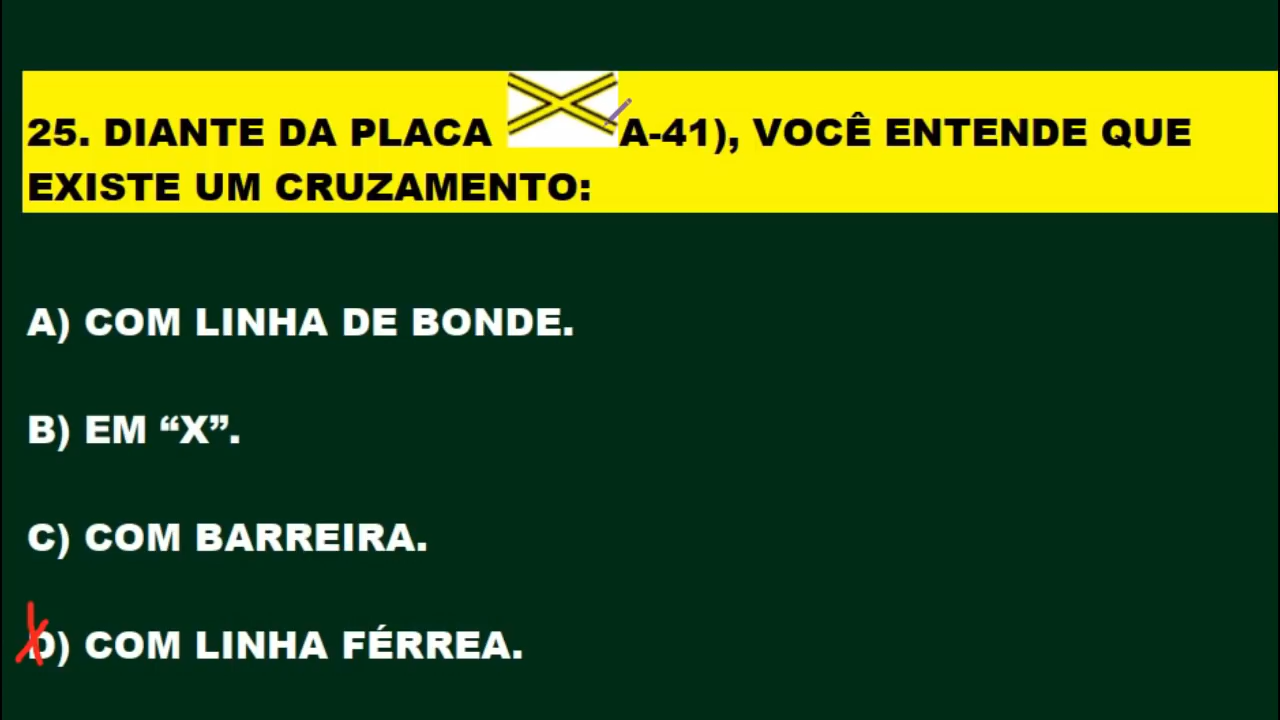 25. DIANTE DA PLACA A-41), VOCÊ ENTENDE QUE
EXISTE UM CRUZAMENTO:
A) COM LINHA DE BONDE.
B) EM “X”.
C) COM BARREIRA.
D) COM LINHA FÉRREA.